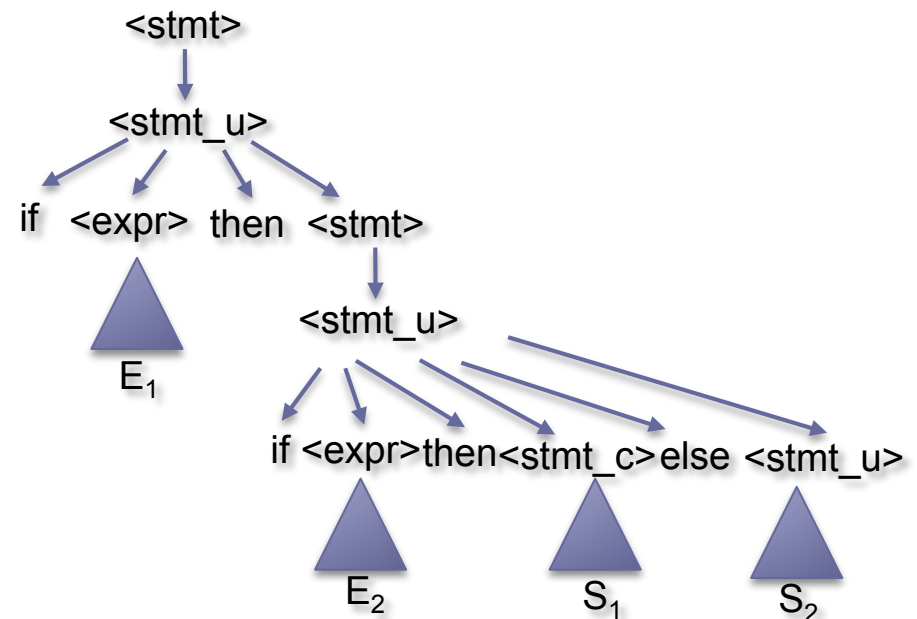 <stmt>
<stmt_u>
if <expr> then <stmt>
<stmt_u>
E₁
if <expr>then<stmt_c>else <stmt_u>
E₂ S₁ S₂